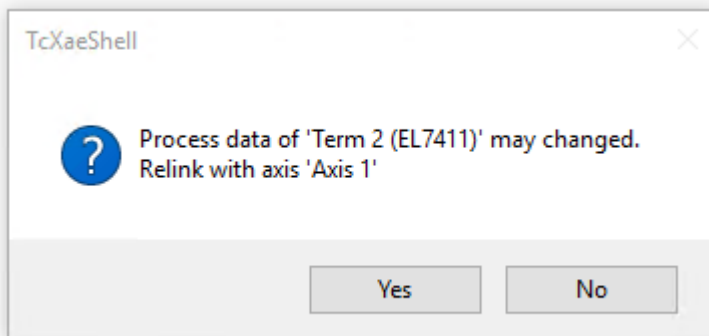 TcXaeShell
Process data of 'Term 2 (EL7411)' may changed.
Relink with axis 'Axis 1'
Yes
No